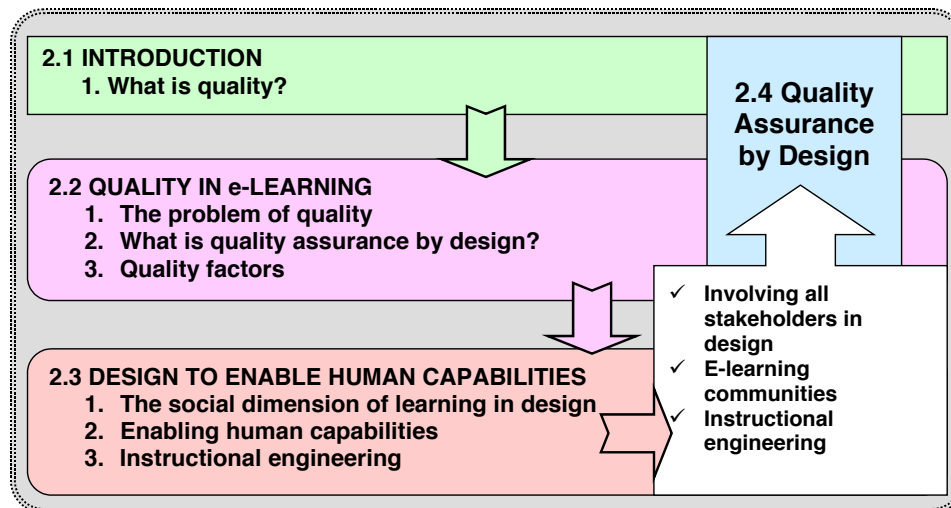 2.1 INTRODUCTION
1. What is quality?
2.2 QUALITY IN e-LEARNING
1. The problem of quality
2. What is quality assurance by design?
3. Quality factors
2.3 DESIGN TO ENABLE HUMAN CAPABILITIES
1. The social dimension of learning in design
2. Enabling human capabilities
3. Instructional engineering
✓ Involving all
stakeholders in
design
✓ E-learning
communities
✓ Instructional
engineering
2.4 Quality
Assurance
by Design